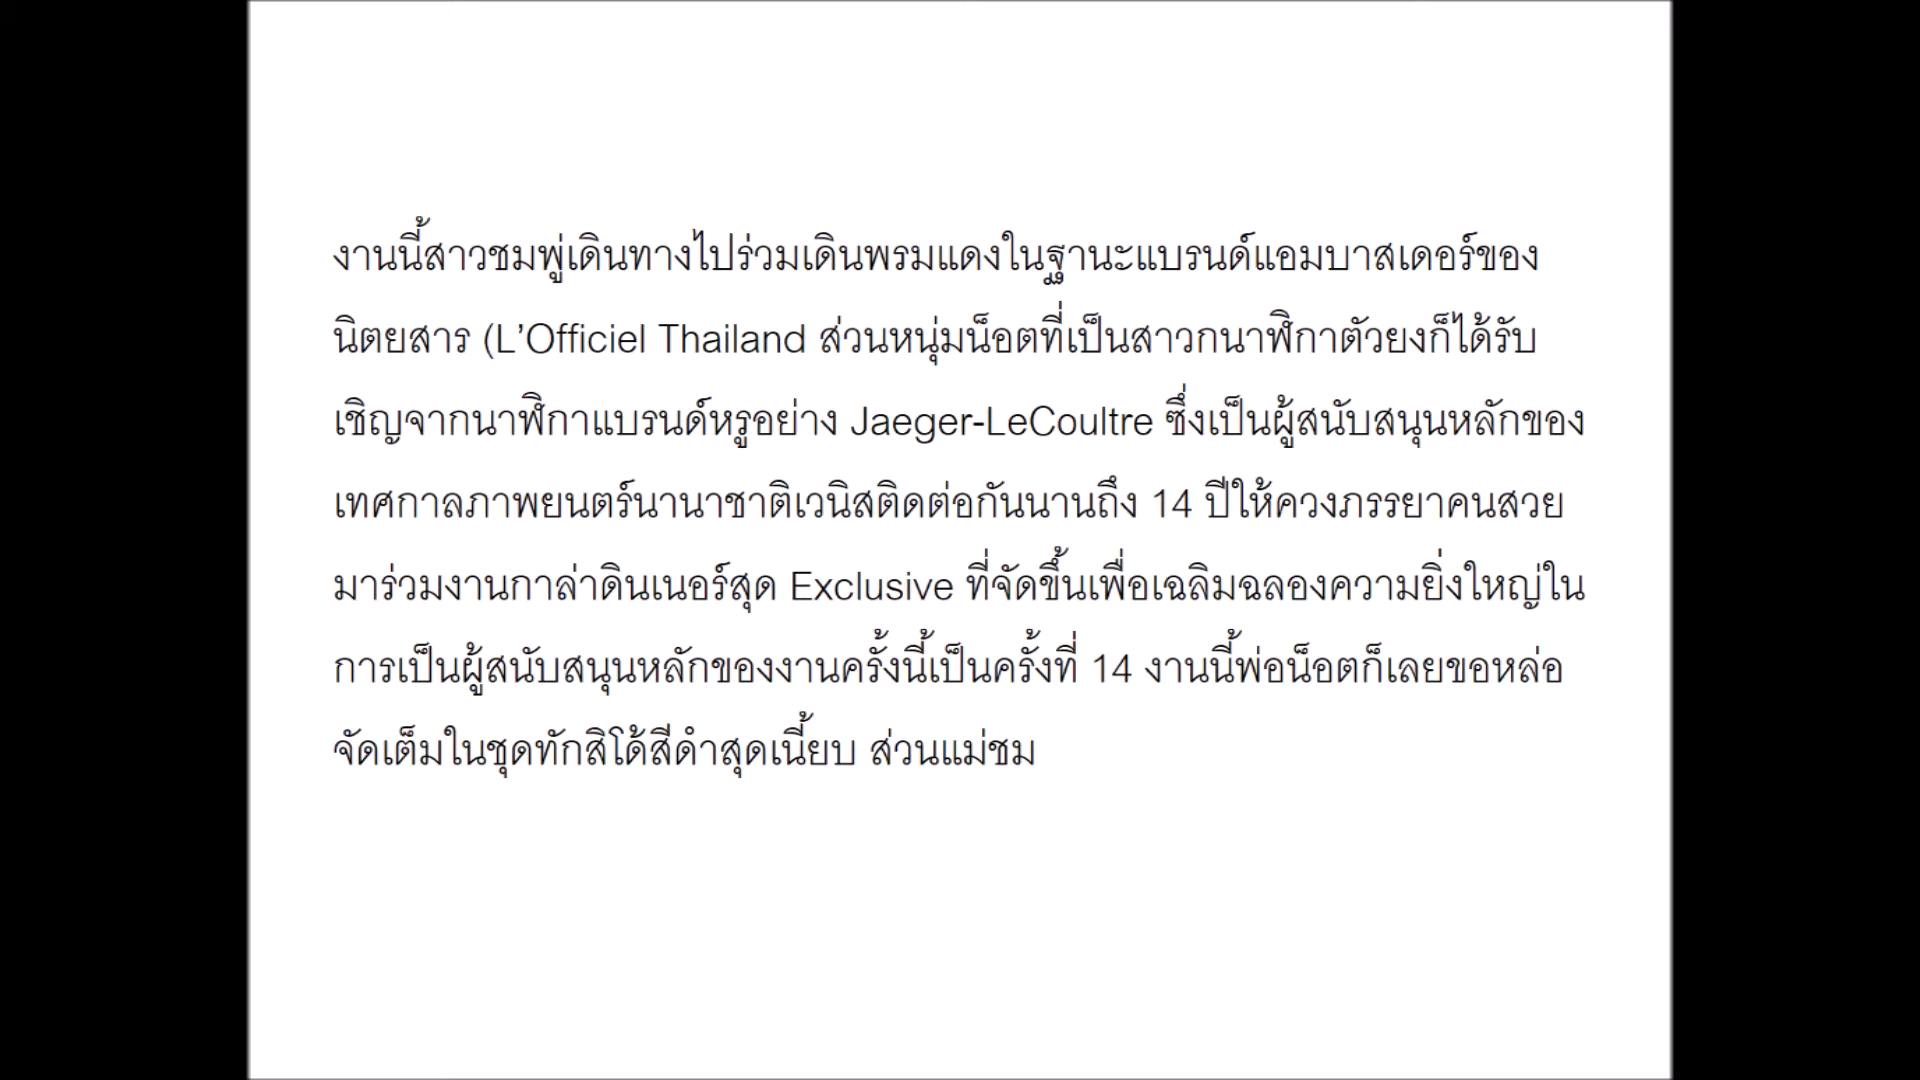 งานนี้สาวชมพู่เดินทางไปร่วมเดินพรมแดงในฐานะแบรนด์แอมบาสเดอร์ของ
นิตยสาร (L’Officiel Thailand ส่วนหนุ่มน็อตที่เป็นสาวกนาฬิกาตัวยงก็ได้รับ
เชิญจากนาฬิกาแบรนด์หรูอย่าง Jaeger-LeCoultre ซึ่งเป็นผู้สนับสนุนหลักของ
เทศกาลภาพยนตร์นานาชาติเวนิสติดต่อกันนานถึง 14 ปีให้ควงภรรยาคนสวย
มาร่วมงานกาล่าดินเนอร์สุด Exclusive ที่จัดขึ้นเพื่อเฉลิมฉลองความยิ่งใหญ่ใน
การเป็นผู้สนับสนุนหลักของงานครั้งนี้เป็นครั้งที่ 14 งานนี้พ่อน็อตก็เลยขอหล่อ
จัดเต็มในชุดทักสิโด้สีดำสุดเนี้ยบ ส่วนแม่ชม